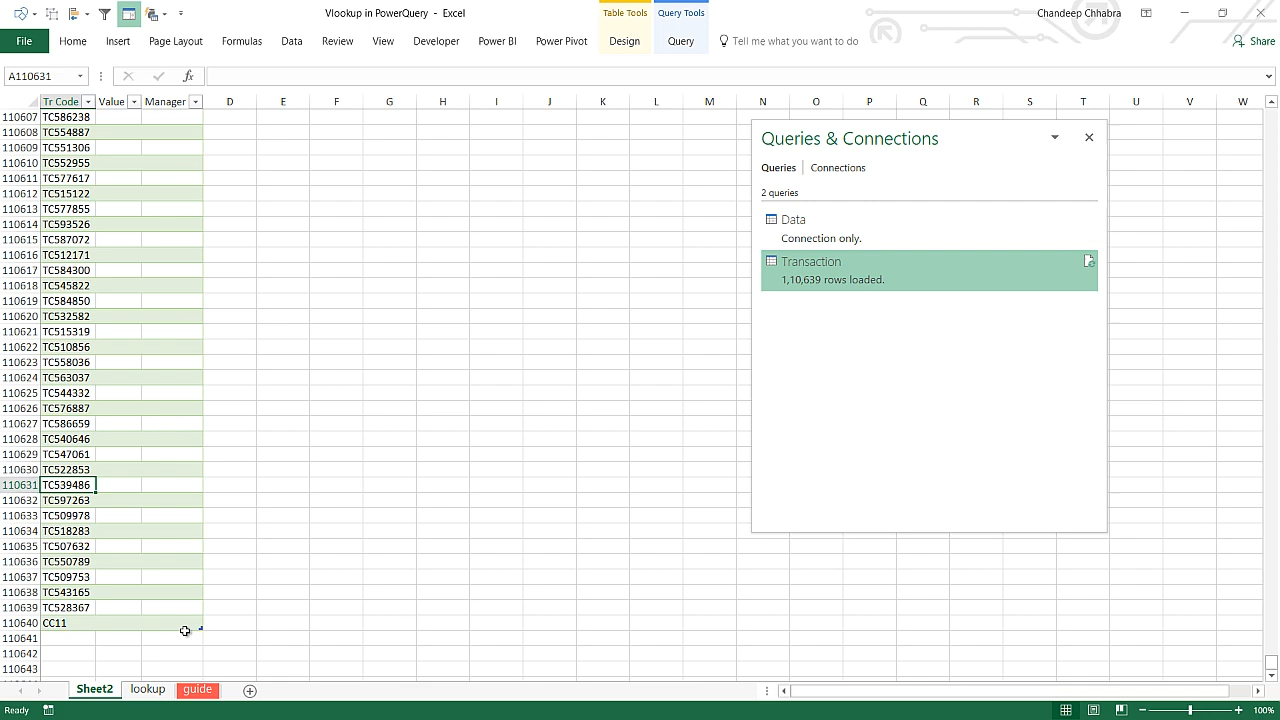 Vlookup in PowerQuery - Excel
Table Tools
Query Tools
Chandeep Chhabra
File
Home
Insert
Page Layout
Formulas
Data
Review
View
Developer
Power BI
Power Pivot
Design
Query
Tell me what you want to do
Share
A110631
fx
Tr Code Value Manager D E F G H I J K L M N O P Q R S T U V W
110607 TC586238
110608 TC554887
110609 TC551306
110610 TC552955
110611 TC577617
110612 TC515122
110613 TC577855
110614 TC593526
110615 TC587072
110616 TC512171
110617 TC584300
110618 TC545822
110619 TC584850
110620 TC532582
110621 TC515319
110622 TC510856
110623 TC558036
110624 TC563037
110625 TC544332
110626 TC576887
110627 TC586659
110628 TC540646
110629 TC547061
110630 TC522853
110631 TC539486
110632 TC597263
110633 TC509978
110634 TC518283
110635 TC507632
110636 TC550789
110637 TC509753
110638 TC543165
110639 TC528367
110640 CC11
110641
110642
110643
Queries & Connections
Queries | Connections
2 queries
Data
Connection only.
Transaction
1,10,639 rows loaded.
Sheet2
lookup
guide
Ready
100%